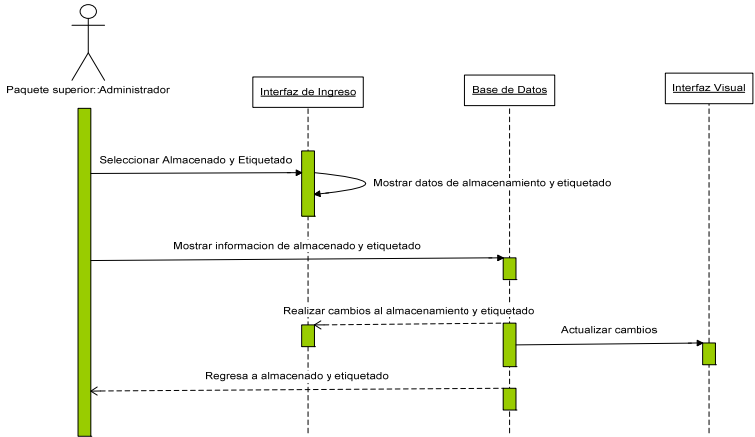 Paquete superior::Administrador
Interfaz de Ingreso
Base de Datos
Interfaz Visual
Seleccionar Almacenado y Etiquetado
Mostrar datos de almacenamiento y etiquetado
Mostrar informacion de almacenado y etiquetado
Realizar cambios al almacenamiento y etiquetado
Actualizar cambios
Regresa a almacenado y etiquetado